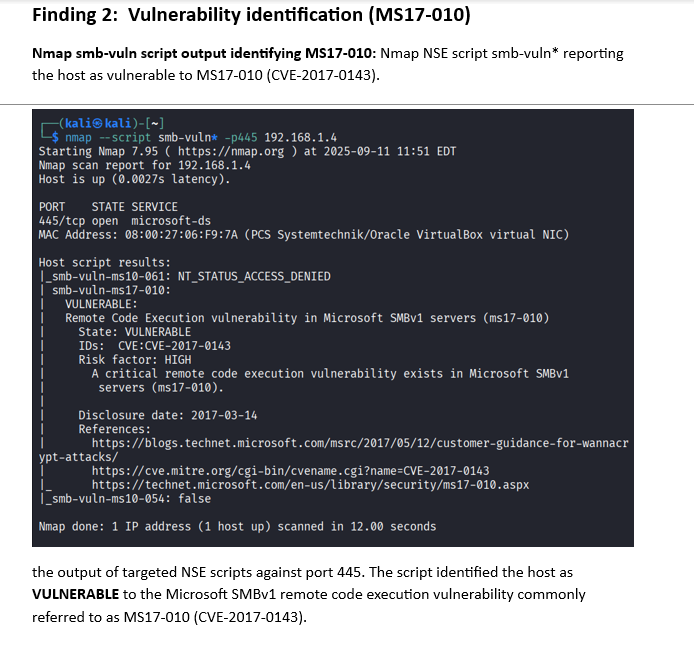 Finding 2:  Vulnerability identification (MS17-010)
Nmap smb-vuln script output identifying MS17-010: Nmap NSE script smb-vuln* reporting
the host as vulnerable to MS17-010 (CVE-2017-0143).
┌──(kali㉿kali)-[~]
└─$ nmap --script smb-vuln* -p445 192.168.1.4
Starting Nmap 7.95 ( https://nmap.org ) at 2025-09-11 11:51 EDT
Nmap scan report for 192.168.1.4
Host is up (0.0027s latency).
PORT    STATE SERVICE
445/tcp open  microsoft-ds
MAC Address: 08:00:27:06:F9:7A (PCS Systemtechnik/Oracle VirtualBox virtual NIC)
Host script results:
|_smb-vuln-ms10-061: NT_STATUS_ACCESS_DENIED
| smb-vuln-ms17-010:
|   VULNERABLE:
|   Remote Code Execution vulnerability in Microsoft SMBv1 servers (ms17-010)
|     State: VULNERABLE
|     IDs:  CVE:CVE-2017-0143
|     Risk factor: HIGH
|       A critical remote code execution vulnerability exists in Microsoft SMBv1
|        servers (ms17-010).
|
|     Disclosure date: 2017-03-14
|     References:
|       https://blogs.technet.microsoft.com/msrc/2017/05/12/customer-guidance-for-wannacr
ypt-attacks/
|       https://cve.mitre.org/cgi-bin/cvename.cgi?name=CVE-2017-0143
|_      https://technet.microsoft.com/en-us/library/security/ms17-010.aspx
|_smb-vuln-ms10-054: false
Nmap done: 1 IP address (1 host up) scanned in 12.00 seconds
the output of targeted NSE scripts against port 445. The script identified the host as
VULNERABLE to the Microsoft SMBv1 remote code execution vulnerability commonly
referred to as MS17-010 (CVE-2017-0143).